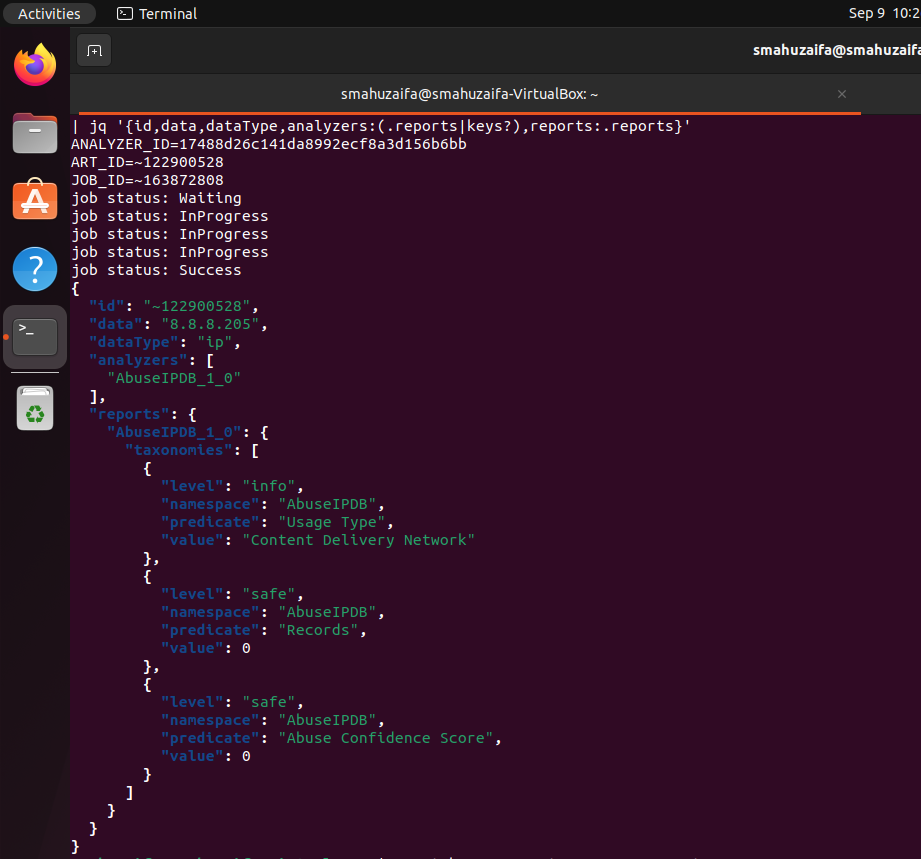 Activities
Terminal
Sep 9 10:2
smahuzaifa@smahuzaifa
smahuzaifa@smahuzaifa-VirtualBox: ~
| jq '{id,data,dataType,analyzers:(.reports|keys?),reports:.reports}'
ANALYZER_ID=17488d26c141da8992ecf8a3d156b6bb
ART_ID=~122900528
JOB_ID=~163872808
job status: Waiting
job status: InProgress
job status: InProgress
job status: InProgress
job status: Success
{
  "id": "~122900528",
  "data": "8.8.8.205",
  "dataType": "ip",
  "analyzers": [
    "AbuseIPDB_1_0"
  ],
  "reports": {
    "AbuseIPDB_1_0": {
      "taxonomies": [
        {
          "level": "info",
          "namespace": "AbuseIPDB",
          "predicate": "Usage Type",
          "value": "Content Delivery Network"
        },
        {
          "level": "safe",
          "namespace": "AbuseIPDB",
          "predicate": "Records",
          "value": 0
        },
        {
          "level": "safe",
          "namespace": "AbuseIPDB",
          "predicate": "Abuse Confidence Score",
          "value": 0
        }
      ]
    }
  }
}